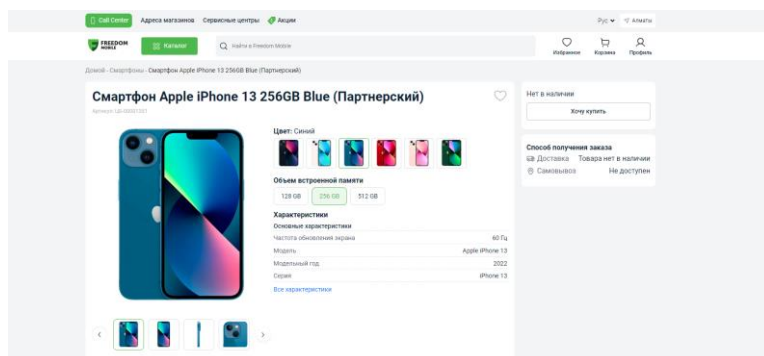 Call Center Адреса магазинов Сервисные центры Акции Рус Алматы
FREEDOM MOBILE Каталог Найти в Freedom Mobile Избранное Корзина Профиль
Домой - Смартфоны - Смартфон Apple iPhone 13 256GB Blue (Партнерский)
Смартфон Apple iPhone 13 256GB Blue (Партнерский)
Артикул:
Нет в наличии
Хочу купить
Цвет: Синий
Способ получения заказа
Доставка Товара нет в наличии
Самовывоз Не доступен
Объем встроенной памяти
128 GB 256 GB 512 GB
Характеристики
Основные характеристики
Частота обновления экрана 60 Гц
Модель Apple iPhone 13
Модельный год 2022
Серия iPhone 13
Все характеристики